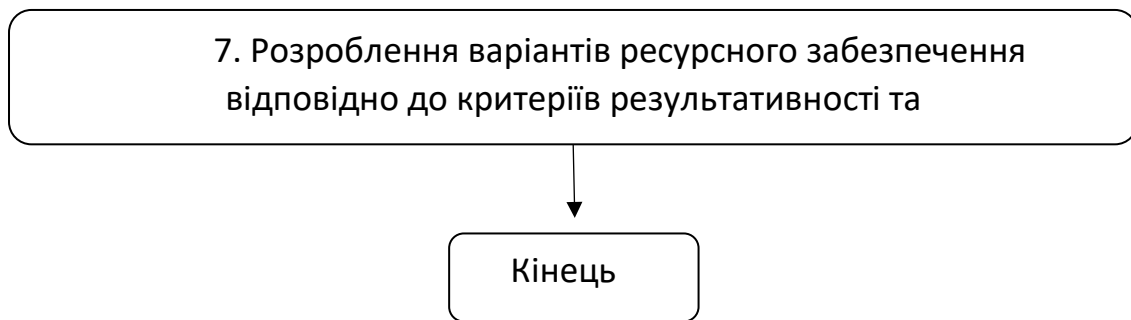 7. Розроблення варіантів ресурсного забезпечення
відповідно до критеріїв результативності та
Кінець